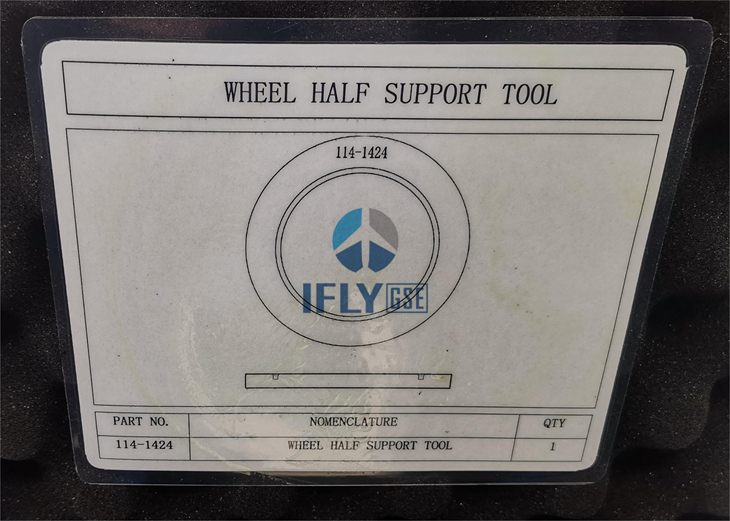 WHEEL HALF SUPPORT TOOL
114-1424
IFLY GSE
PART NO. NOMENCLATURE QTY
114-1424 WHEEL HALF SUPPORT TOOL 1